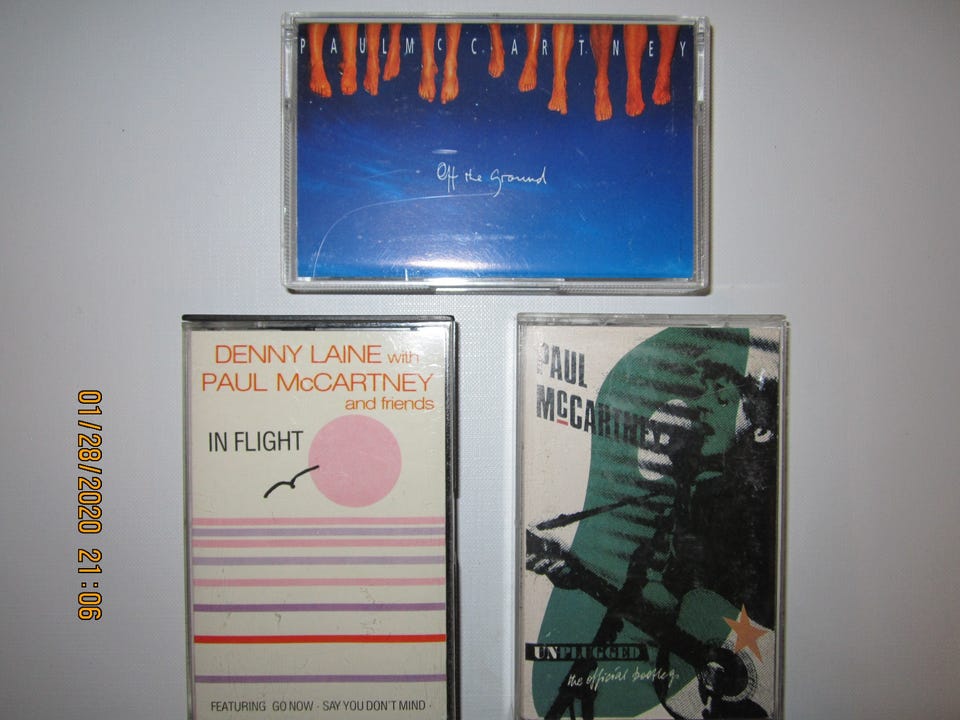 PAUL McCARTNEY
Off the Ground
DENNY LAINE with
PAUL McCARTNEY
and friends
IN FLIGHT
FEATURING GO NOW · SAY YOU DON'T MIND ·
PAUL
McCARTNEY
UNPLUGGED
the official bootleg
01/28/2020 21:06